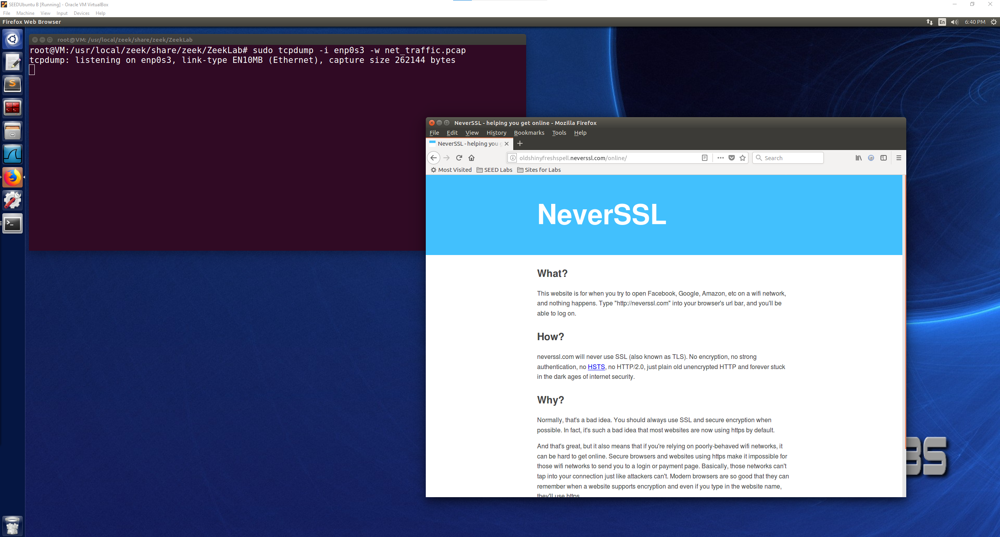 SEEDUbuntu B [Running] - Oracle VM VirtualBox
File Machine View Input Devices Help
Firefox Web Browser
En 6:40 PM
root@VM: /usr/local/zeek/share/zeek/ZeekLab
root@VM:/usr/local/zeek/share/zeek/ZeekLab# sudo tcpdump -i enp0s3 -w net_traffic.pcap
tcpdump: listening on enp0s3, link-type EN10MB (Ethernet), capture size 262144 bytes
NeverSSL - helping you get online - Mozilla Firefox
File Edit View History Bookmarks Tools Help
NeverSSL - helping you g
oldshinyfreshspell.neverssl.com/online/
Search
Most Visited SEED Labs Sites for Labs
NeverSSL
What?
This website is for when you try to open Facebook, Google, Amazon, etc on a wifi network,
and nothing happens. Type "http://neverssl.com" into your browser's url bar, and you'll be
able to log on.
How?
neverssl.com will never use SSL (also known as TLS). No encryption, no strong
authentication, no HSTS, no HTTP/2.0, just plain old unencrypted HTTP and forever stuck
in the dark ages of internet security.
Why?
Normally, that's a bad idea. You should always use SSL and secure encryption when
possible. In fact, it's such a bad idea that most websites are now using https by default.
And that's great, but it also means that if you're relying on poorly-behaved wifi networks, it
can be hard to get online. Secure browsers and websites using https make it impossible for
those wifi networks to send you to a login or payment page. Basically, those networks can't
tap into your connection just like attackers can't. Modern browsers are so good that they can
remember when a website supports encryption and even if you type in the website name,
they'll use https.
BS